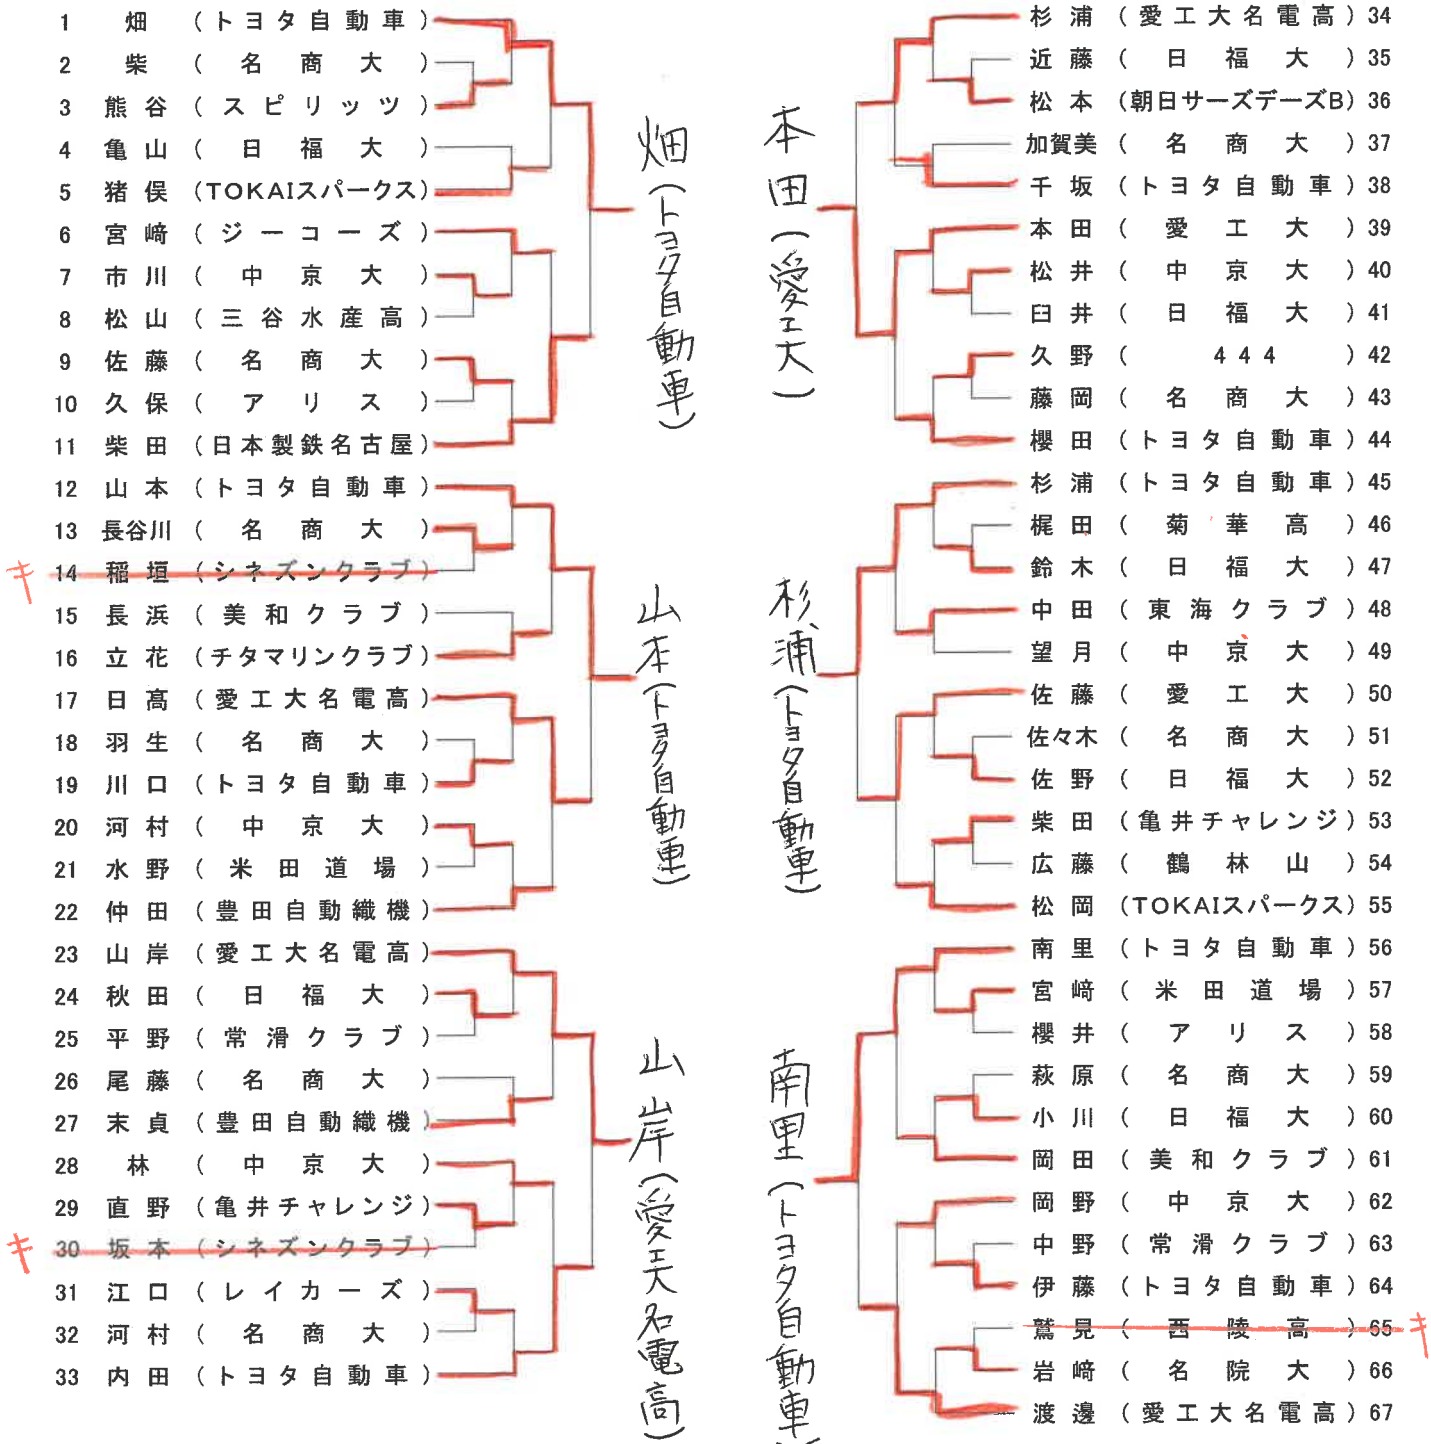 1 畑 (トヨタ自動車)
2 柴 (名商大)
3 熊谷 (スピリッツ)
4 亀山 (日福大)
5 猪俣 (TOKAIスパークス)
6 宮﨑 (ジーコーズ)
7 市川 (中京大)
8 松山 (三谷水産高)
9 佐藤 (名商大)
10 久保 (アリス)
11 柴田 (日本製鉄名古屋)
12 山本 (トヨタ自動車)
13 長谷川 (名商大)
キ 14 稲垣 (シネズンクラブ)
15 長浜 (美和クラブ)
16 立花 (チタマリンクラブ)
17 日髙 (愛工大名電高)
18 羽生 (名商大)
19 川口 (トヨタ自動車)
20 河村 (中京大)
21 水野 (米田道場)
22 仲田 (豊田自動織機)
23 山岸 (愛工大名電高)
24 秋田 (日福大)
25 平野 (常滑クラブ)
26 尾藤 (名商大)
27 末貞 (豊田自動織機)
28 林 (中京大)
29 直野 (亀井チャレンジ)
キ 30 坂本 (シネズンクラブ)
31 江口 (レイカーズ)
32 河村 (名商大)
33 内田 (トヨタ自動車)
畑(トヨタ自動車)
山本(トヨタ自動車)
山岸(愛工大名電高)
本田(愛工大)
杉浦(トヨタ自動車)
南里(トヨタ自動車)
杉浦 (愛工大名電高) 34
近藤 (日福大) 35
松本 (朝日サーズデーズB) 36
加賀美 (名商大) 37
千坂 (トヨタ自動車) 38
本田 (愛工大) 39
松井 (中京大) 40
臼井 (日福大) 41
久野 (444) 42
藤岡 (名商大) 43
櫻田 (トヨタ自動車) 44
杉浦 (トヨタ自動車) 45
梶田 (菊華高) 46
鈴木 (日福大) 47
中田 (東海クラブ) 48
望月 (中京大) 49
佐藤 (愛工大) 50
佐々木 (名商大) 51
佐野 (日福大) 52
柴田 (亀井チャレンジ) 53
広藤 (鶴林山) 54
松岡 (TOKAIスパークス) 55
南里 (トヨタ自動車) 56
宮﨑 (米田道場) 57
櫻井 (アリス) 58
萩原 (名商大) 59
小川 (日福大) 60
岡田 (美和クラブ) 61
岡野 (中京大) 62
中野 (常滑クラブ) 63
伊藤 (トヨタ自動車) 64
鷲見 (西陵高) 65 キ
岩﨑 (名院大) 66
渡邊 (愛工大名電高) 67